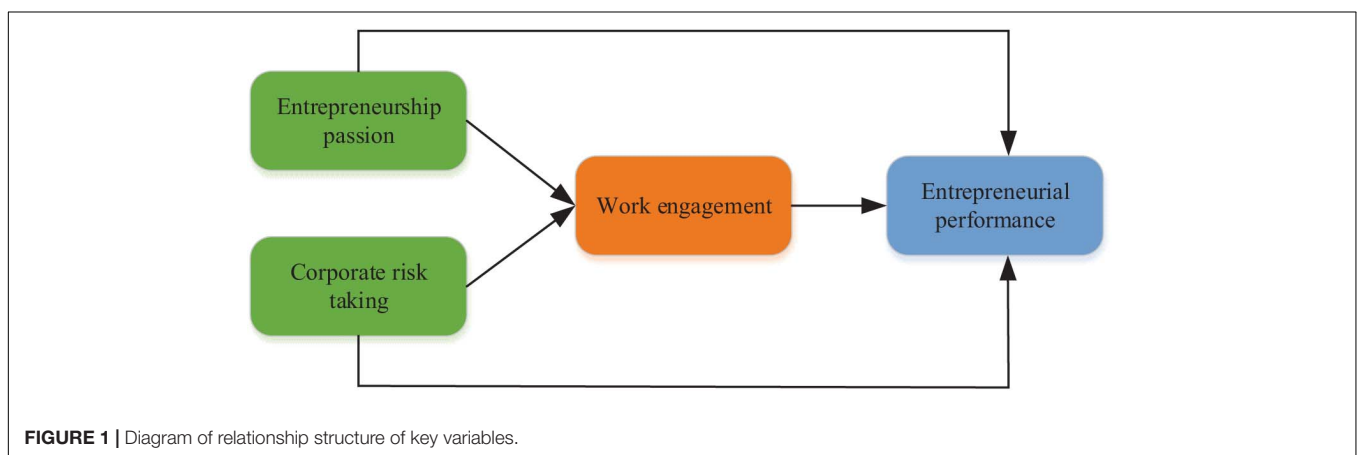 Entrepreneurship
passion
Work engagement
Entrepreneurial
performance
Corporate risk
taking
FIGURE 1 | Diagram of relationship structure of key variables.